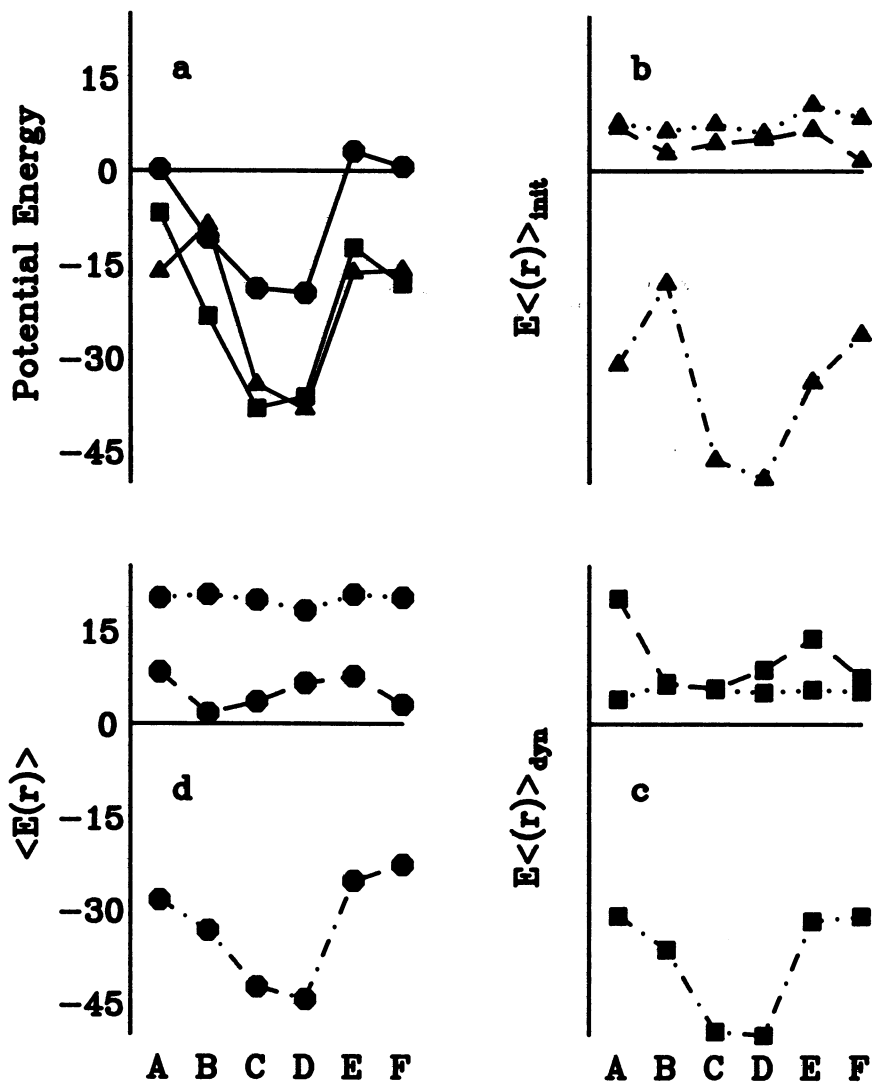 a
15
0
−15
−30
−45
Potential Energy
b
E<(r)>init
15
0
−15
−30
−45
<E(r)>
d
A B C D E F
E<(r)>dyn
c
A B C D E F